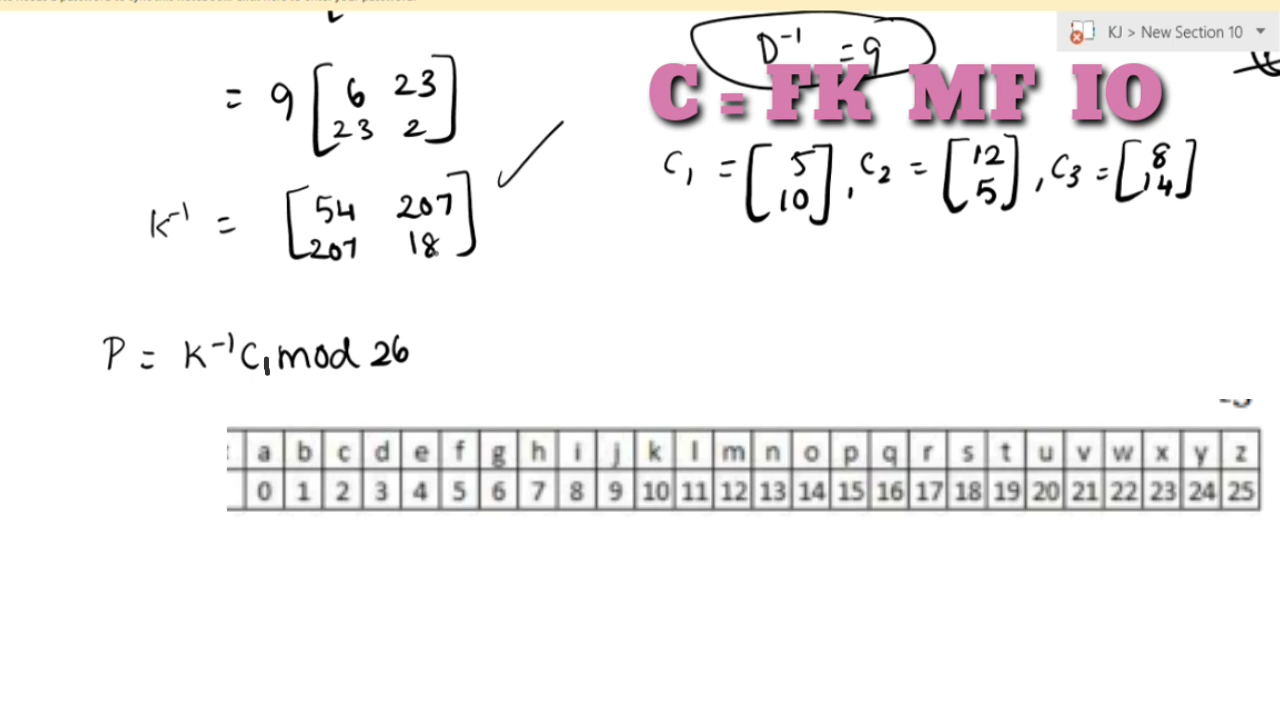 KJ > New Section 10
D⁻¹ = 9
= 9 [ 6 23
23 2 ]
C = FK MF IO
C₁ = [ 5
10 ] , C₂ = [ 12
5 ] , C₃ = [ 8
14 ]
K⁻¹ = [ 54 207
207 18 ]
P = K⁻¹C₁ mod 26
a b c d e f g h i j k l m n o p q r s t u v w x y z
0 1 2 3 4 5 6 7 8 9 10 11 12 13 14 15 16 17 18 19 20 21 22 23 24 25